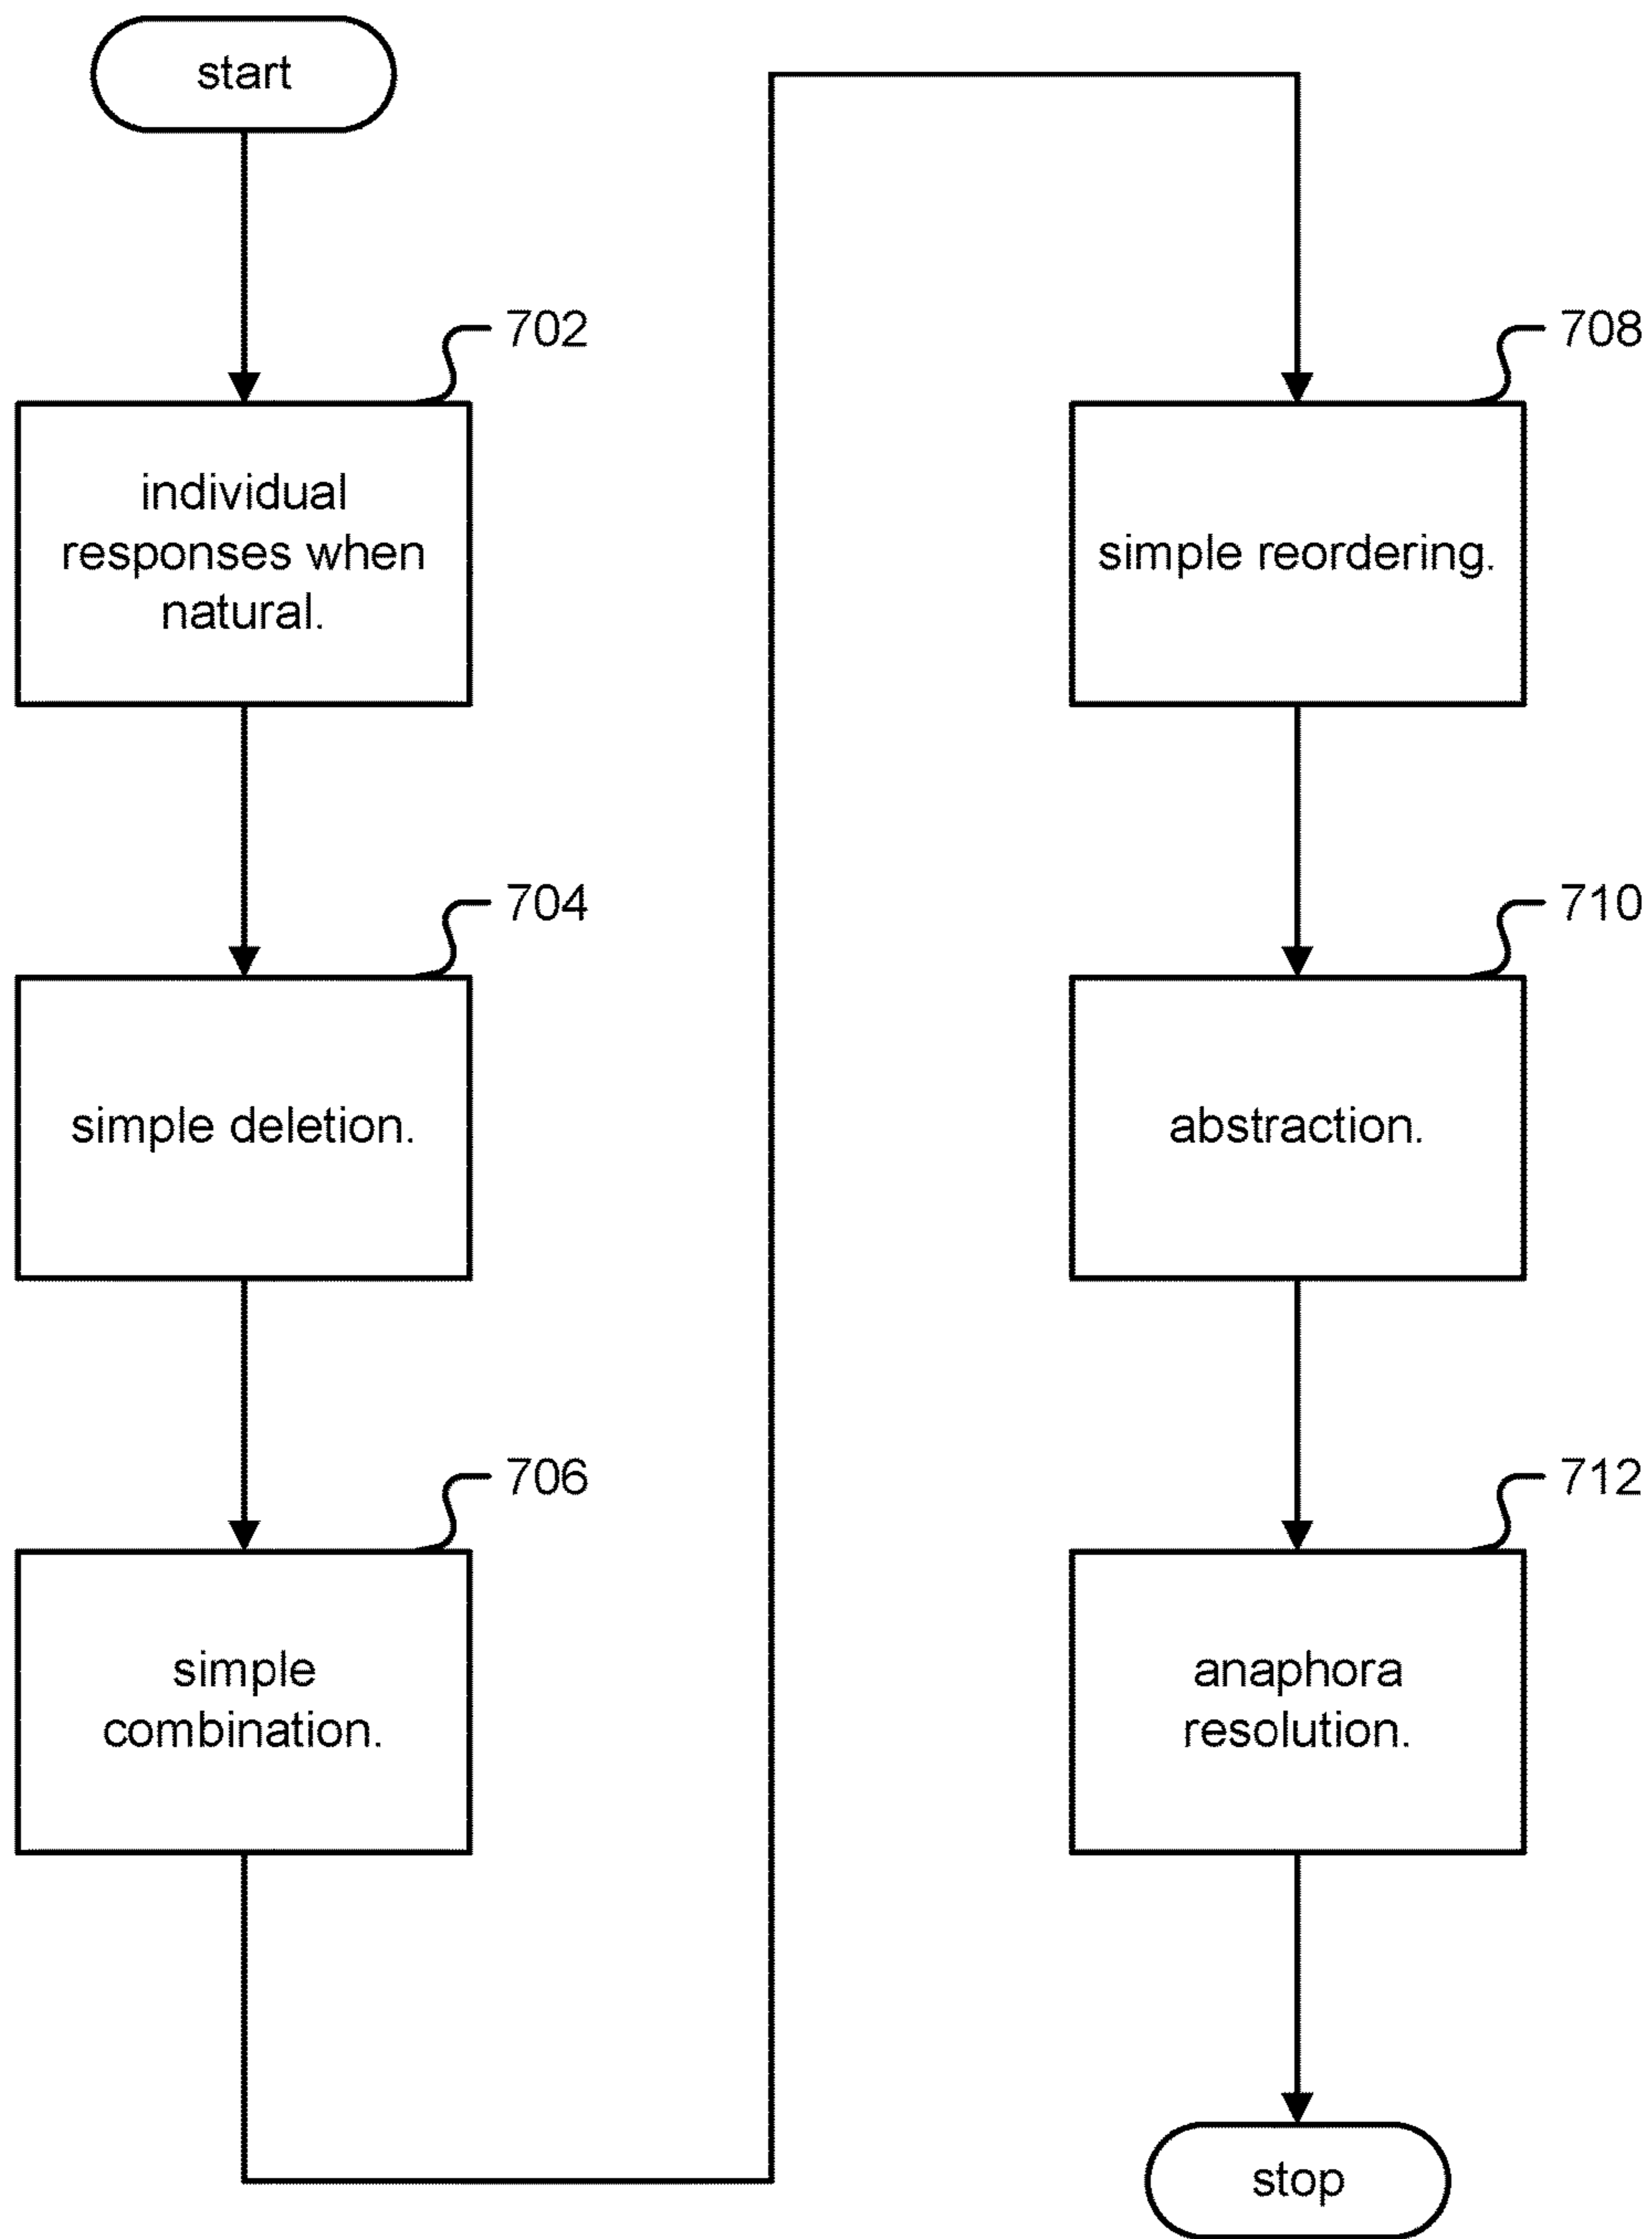 start
702
individual
responses when
natural.
704
simple deletion.
706
simple
combination.
708
simple reordering.
710
abstraction.
712
anaphora
resolution.
stop